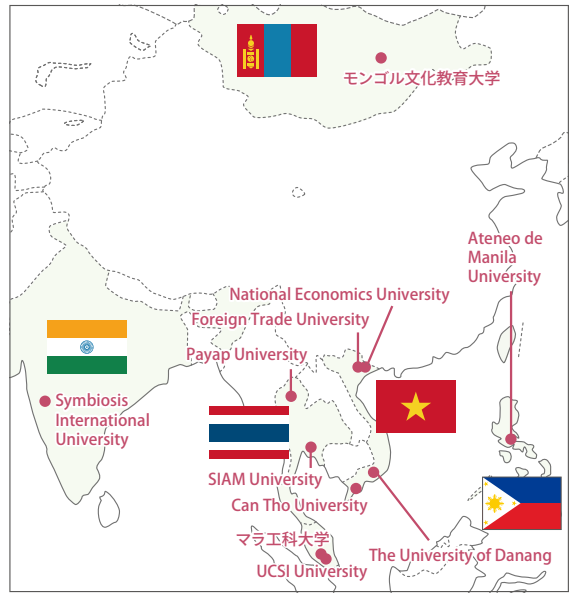 モンゴル文化教育大学
Ateneo de
Manila
University
National Economics University
Foreign Trade University
Payap University
Symbiosis
International
University
SIAM University
Can Tho University
マラ工科大学
The University of Danang
UCSI University